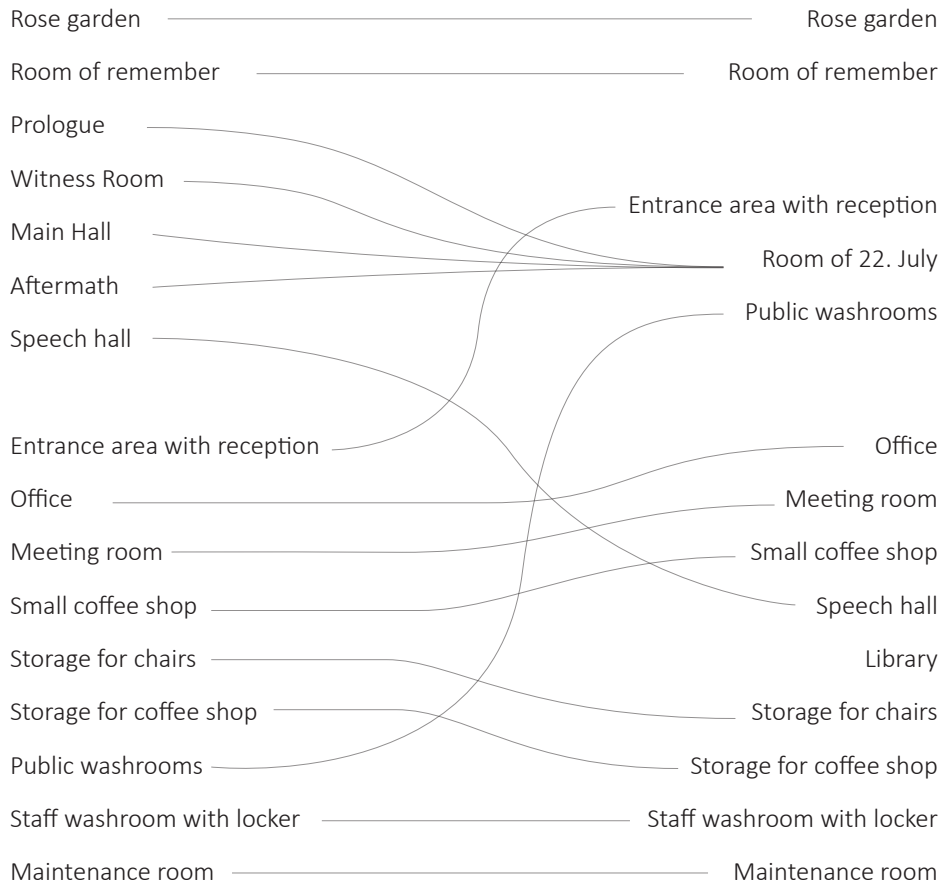 Rose garden Rose garden
Room of remember Room of remember
Prologue
Witness Room
Entrance area with reception
Main Hall
Room of 22. July
Aftermath
Public washrooms
Speech hall
Entrance area with reception Office
Office Meeting room
Meeting room Small coffee shop
Small coffee shop Speech hall
Storage for chairs Library
Storage for coffee shop Storage for chairs
Public washrooms Storage for coffee shop
Staff washroom with locker Staff washroom with locker
Maintenance room Maintenance room